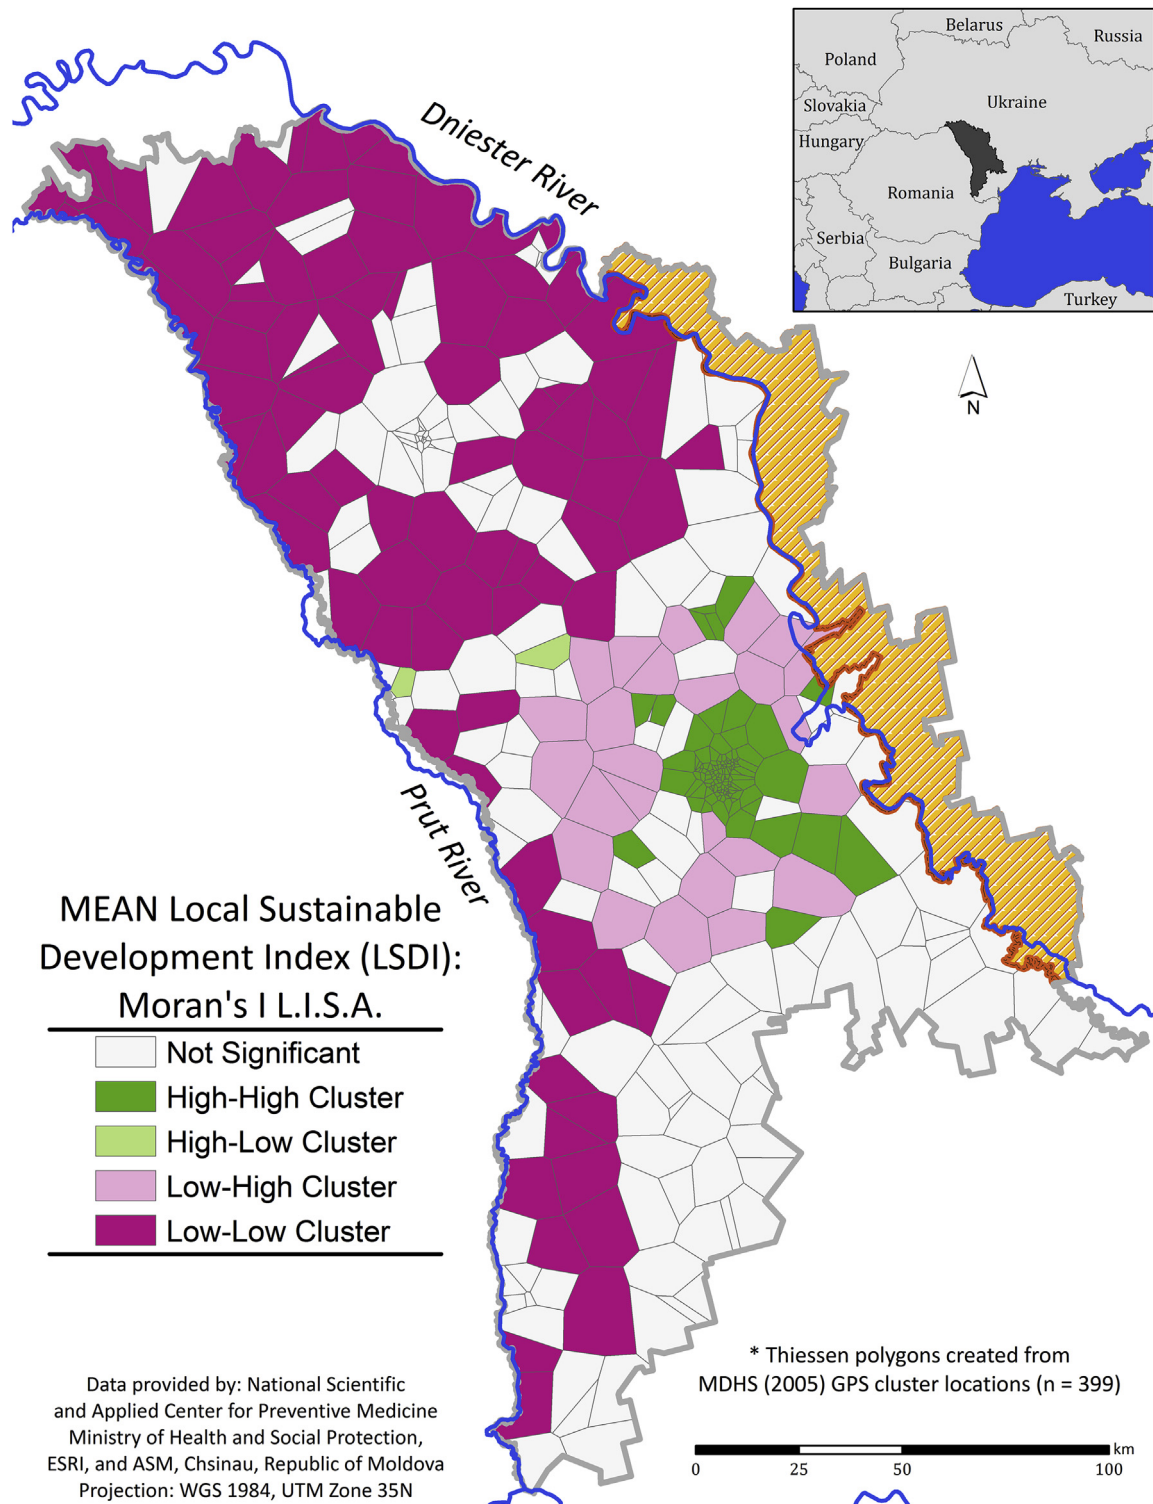 Belarus
Russia
Poland
Slovakia
Ukraine
Hungary
Romania
Serbia
Bulgaria
Turkey
Dniester River
N
Prut River
MEAN Local Sustainable
Development Index (LSDI):
Moran's I L.I.S.A.
Not Significant
High-High Cluster
High-Low Cluster
Low-High Cluster
Low-Low Cluster
* Thiessen polygons created from
MDHS (2005) GPS cluster locations (n = 399)
Data provided by: National Scientific
and Applied Center for Preventive Medicine
Ministry of Health and Social Protection,
ESRI, and ASM, Chsinau, Republic of Moldova
Projection: WGS 1984, UTM Zone 35N
km
0 25 50 100